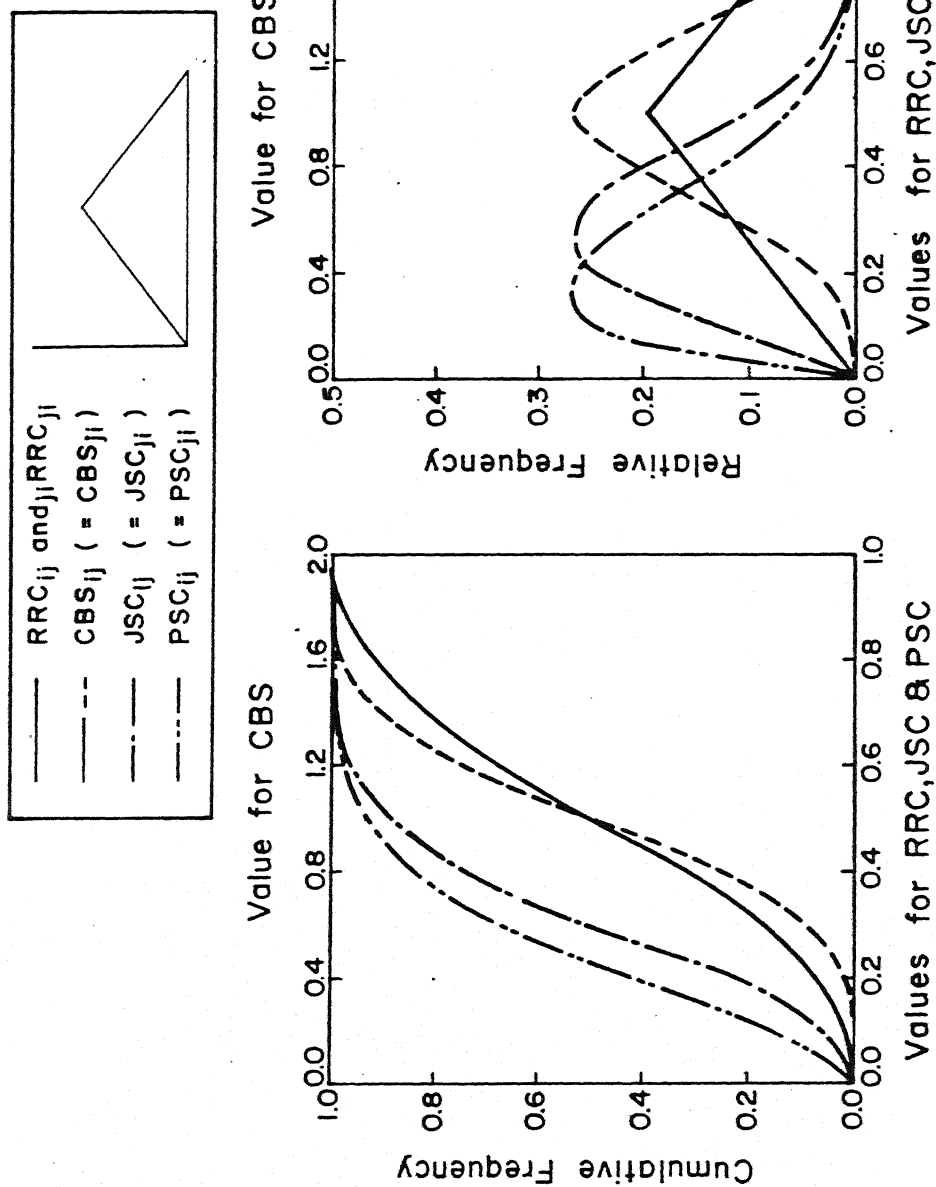 RRCij andjiRRCji
CBSij ( = CBSji )
JSCij ( = JSCji )
PSCij ( = PSCji )
Value for CBS
0.0 0.4 0.8 1.2 1.6 2.0
1.0
0.8
0.6
0.4
0.2
0.0
Cumulative Frequency
0.0 0.2 0.4 0.6 0.8 1.0
Values for RRC, JSC & PSC
Value for CBS
0.0 0.4 0.8 1.2
0.5
0.4
0.3
0.2
0.1
0.0
Relative Frequency
0.0 0.2 0.4 0.6
Values for RRC, JSC